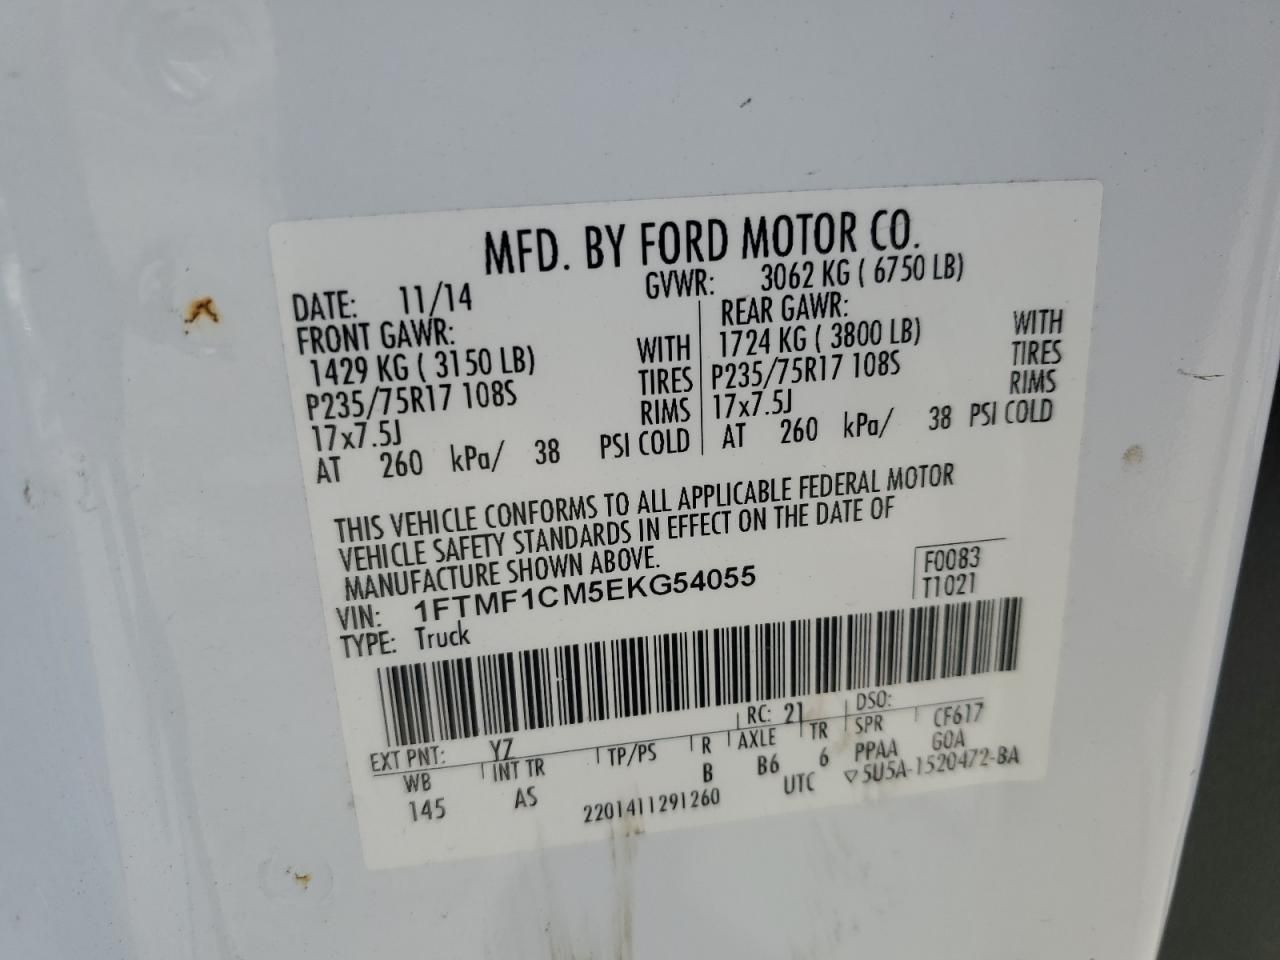 MFD. BY FORD MOTOR CO.
DATE: 11/14 GVWR: 3062 KG ( 6750 LB)
FRONT GAWR: REAR GAWR:
1429 KG ( 3150 LB) WITH 1724 KG ( 3800 LB) WITH
P235/75R17 108S TIRES P235/75R17 108S TIRES
17x7.5J RIMS 17x7.5J RIMS
AT 260 kPa/ 38 PSI COLD AT 260 kPa/ 38 PSI COLD
THIS VEHICLE CONFORMS TO ALL APPLICABLE FEDERAL MOTOR
VEHICLE SAFETY STANDARDS IN EFFECT ON THE DATE OF
MANUFACTURE SHOWN ABOVE.
VIN: 1FTMF1CM5EKG54055 F0083
TYPE: Truck T1021
EXT PNT: YZ RC: 21 DSO:
WB INT TR TP/PS R AXLE TR SPR CF617
145 AS B B6 6 PPAA GOA
2201411291260 UTC ▽5U5A-1520472-BA